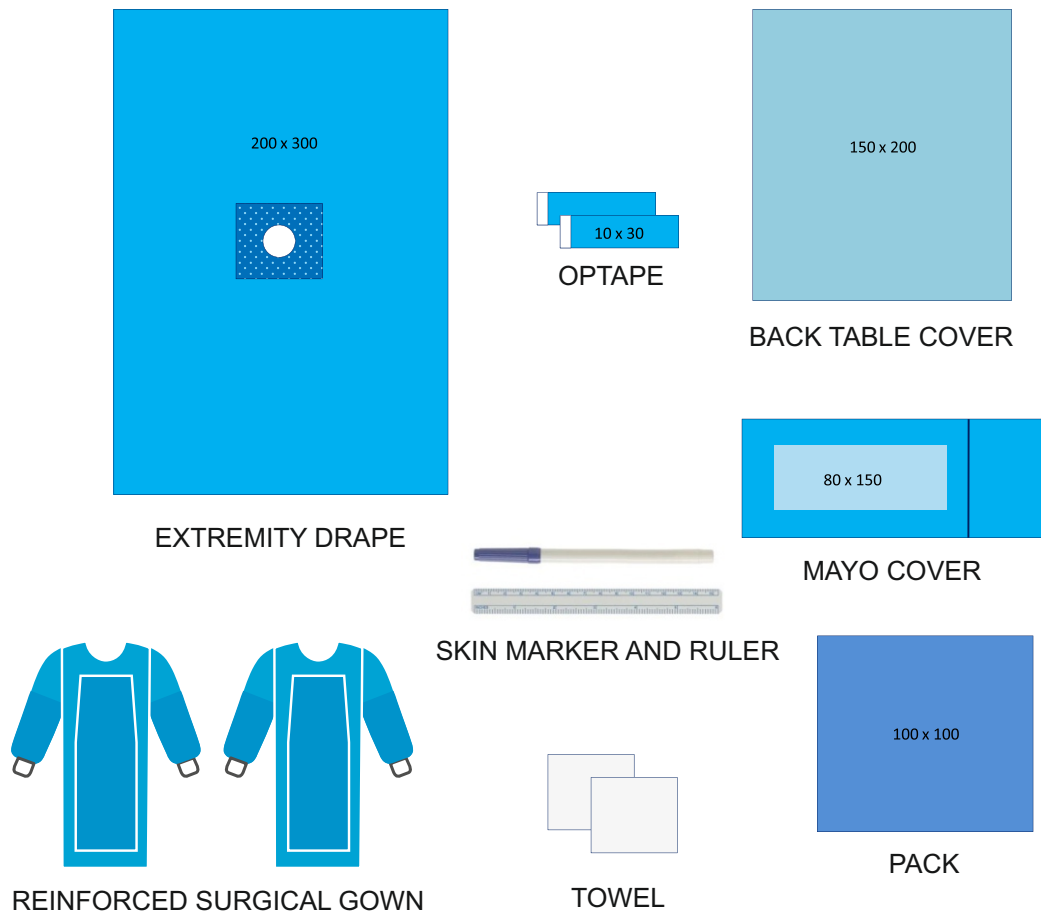 200 x 300
EXTREMITY DRAPE
10 x 30
OPTAPE
150 x 200
BACK TABLE COVER
80 x 150
MAYO COVER
SKIN MARKER AND RULER
REINFORCED SURGICAL GOWN
TOWEL
100 x 100
PACK